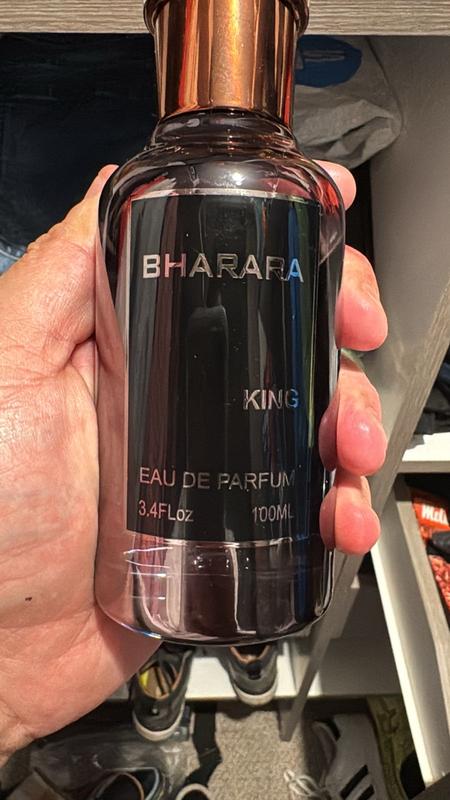 BHARARA
KING
EAU DE PARFUM
3.4FLoz 100ML